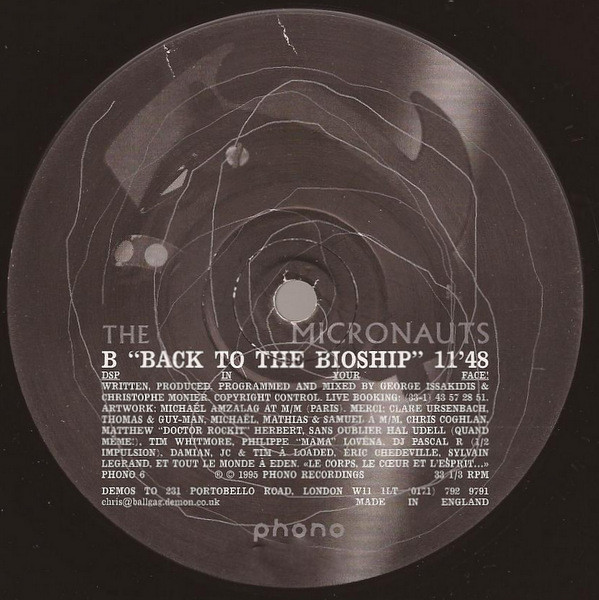 THE MICRONAUTS
B "BACK TO THE BIOSHIP" 11'48
DSP IN YOUR FACE!
WRITTEN, PRODUCED, PROGRAMMED AND MIXED BY GEORGE ISSAKIDIS &
CHRISTOPHE MONIER. COPYRIGHT CONTROL. LIVE BOOKING: (33-1) 43 57 28 51.
ARTWORK: MICHAËL AMZALAG AT M/M (PARIS). MERCI: CLARE URSENBACH,
THOMAS & GUY-MAN, MICHAËL, MATHIAS & SAMUEL A M/M, CHRIS COGHLAN,
MATTHEW "DOCTOR ROCKIT" HERBERT, SANS OUBLIER HAL UDELL (QUAND
MÊME!), TIM WHITMORE, PHILIPPE "MAMA" LOVÉNA, DJ PASCAL R (1/2
IMPULSION), DAMIAN, JC & TIM À LOADED, ÉRIC CHEDEVILLE, SYLVAIN
LEGRAND, ET TOUT LE MONDE À EDEN. «LE CORPS, LE CŒUR ET L'ESPRIT...»
PHONO 6 ℗ © 1995 PHONO RECORDINGS 33 1/3 RPM
DEMOS TO 231 PORTOBELLO ROAD, LONDON W11 1LT (0171) 792 9791
chris@ballgag.demon.co.uk MADE IN ENGLAND
phono